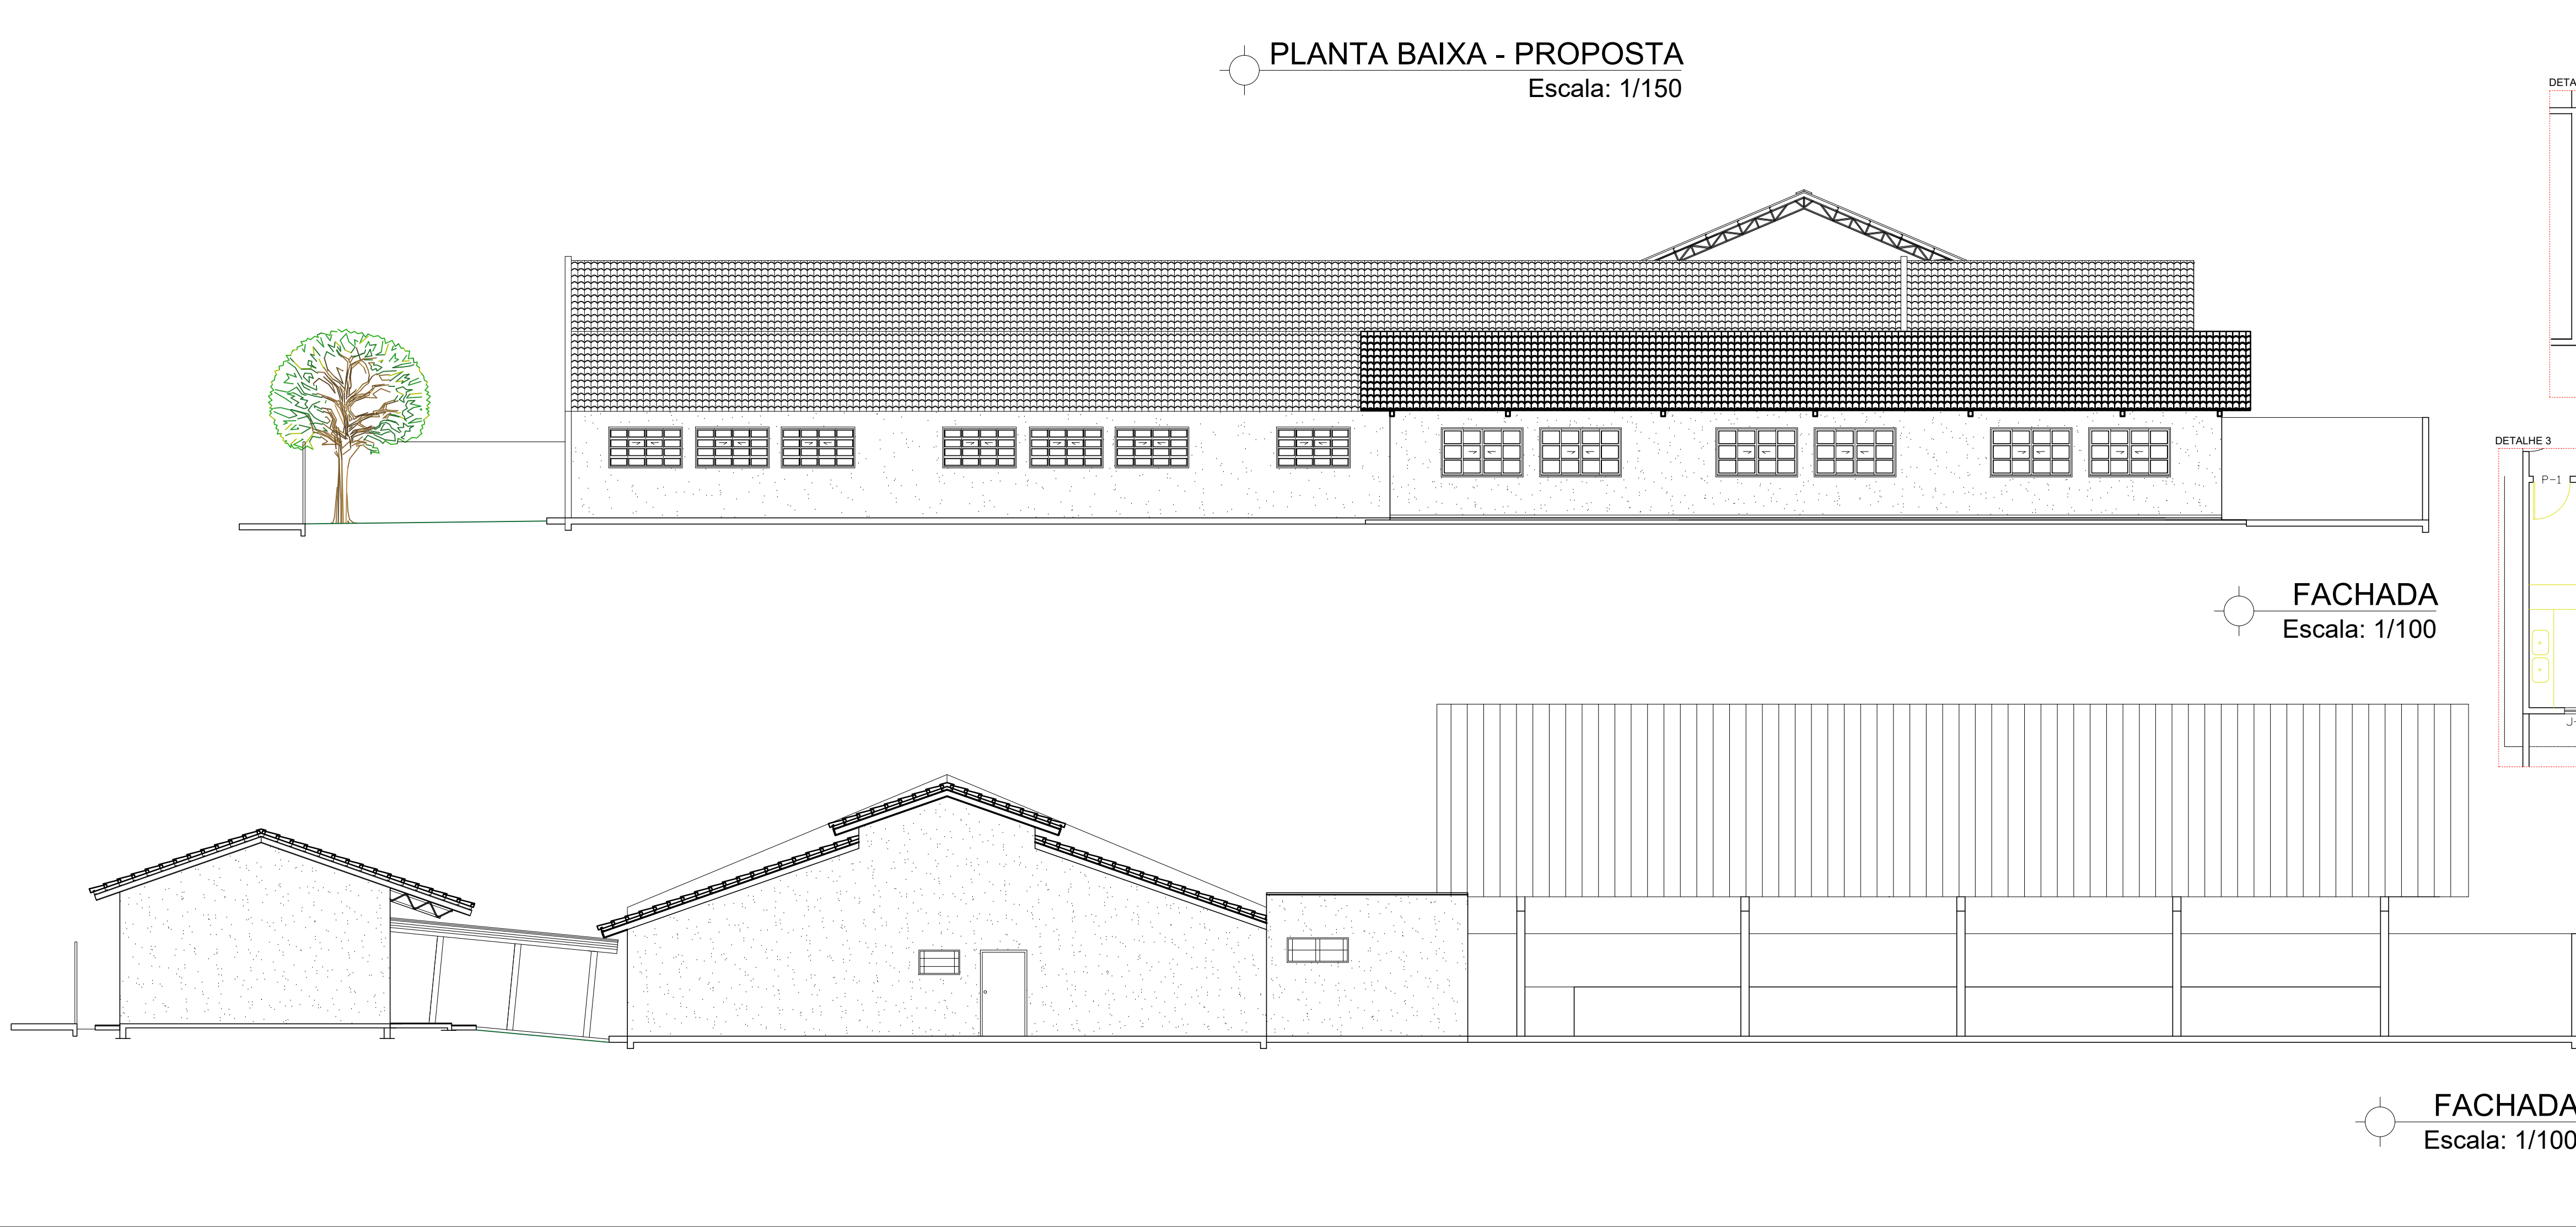 PLANTA BAIXA - PROPOSTA
Escala: 1/150
DETALHE 3
P-1
FACHADA
Escala: 1/100
FACHADA
Escala: 1/100